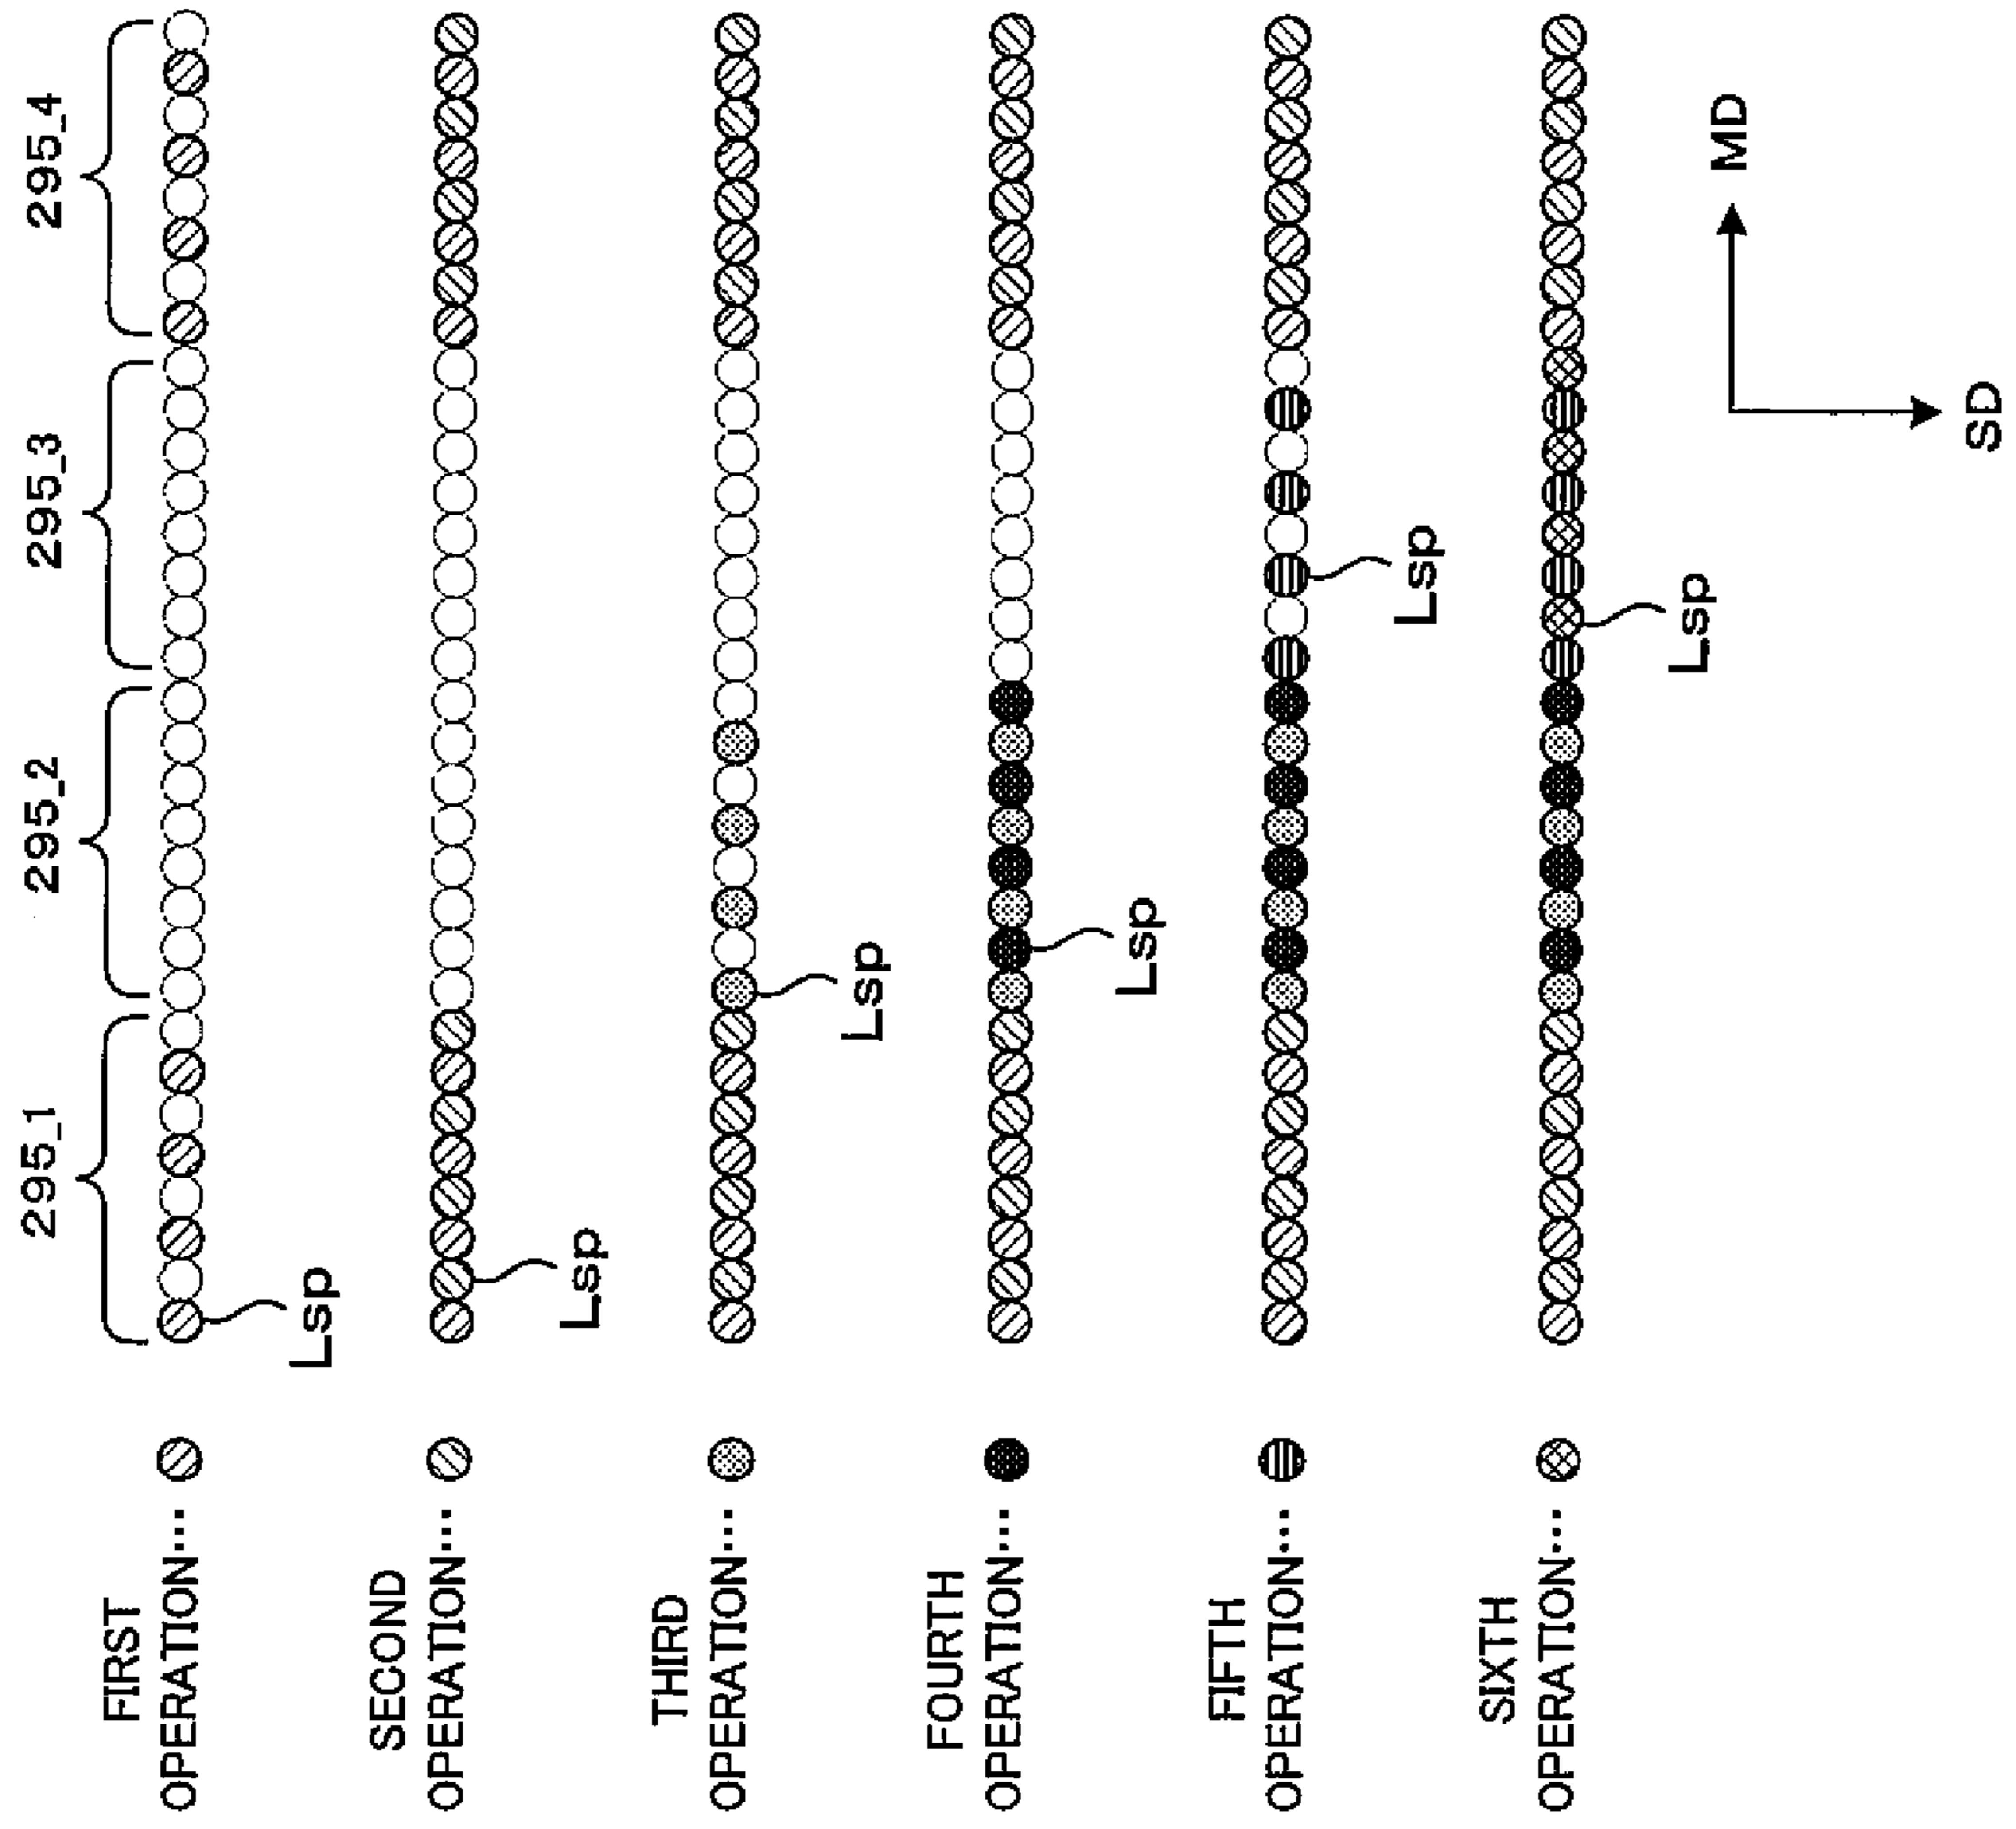 295_1
295_2
295_3
295_4
FIRST
OPERATION...
Lsp
SECOND
OPERATION...
Lsp
THIRD
OPERATION...
Lsp
FOURTH
OPERATION...
Lsp
FIFTH
OPERATION...
Lsp
SIXTH
OPERATION...
Lsp
MD
SD